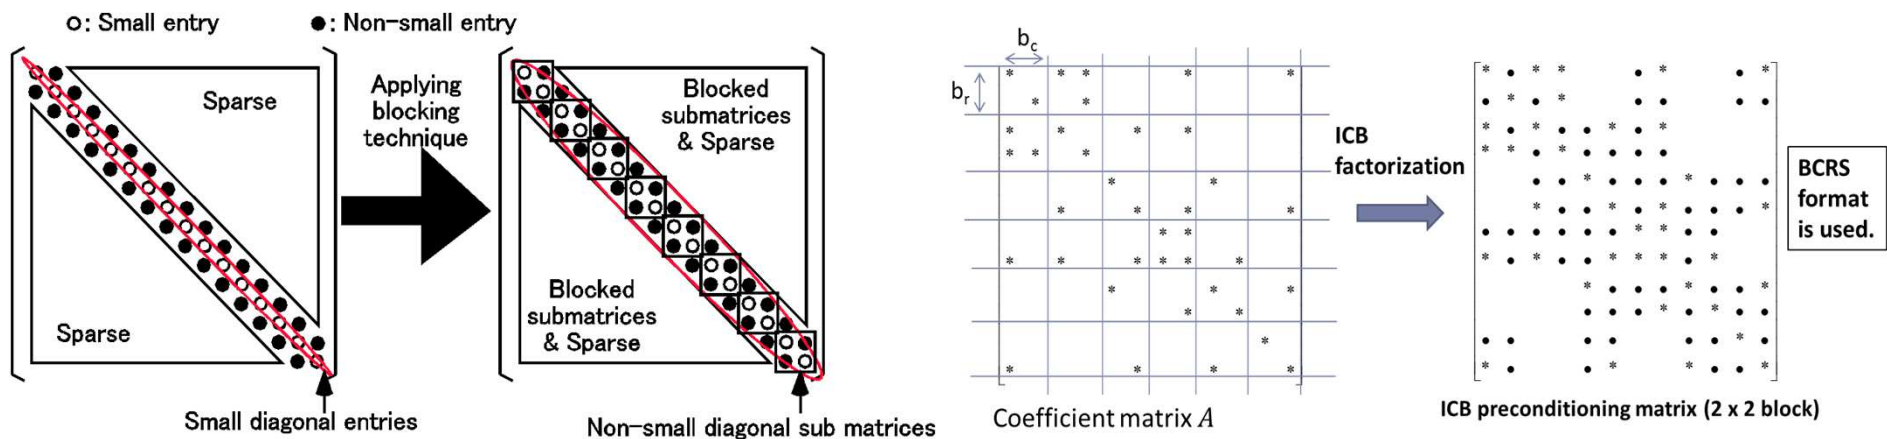 ○: Small entry ●: Non-small entry
Sparse
Sparse
Small diagonal entries
Applying
blocking
technique
Blocked
submatrices
& Sparse
Blocked
submatrices
& Sparse
Non-small diagonal sub matrices
b_c
b_r
Coefficient matrix A
ICB
factorization
BCRS
format
is used.
ICB preconditioning matrix (2 x 2 block)